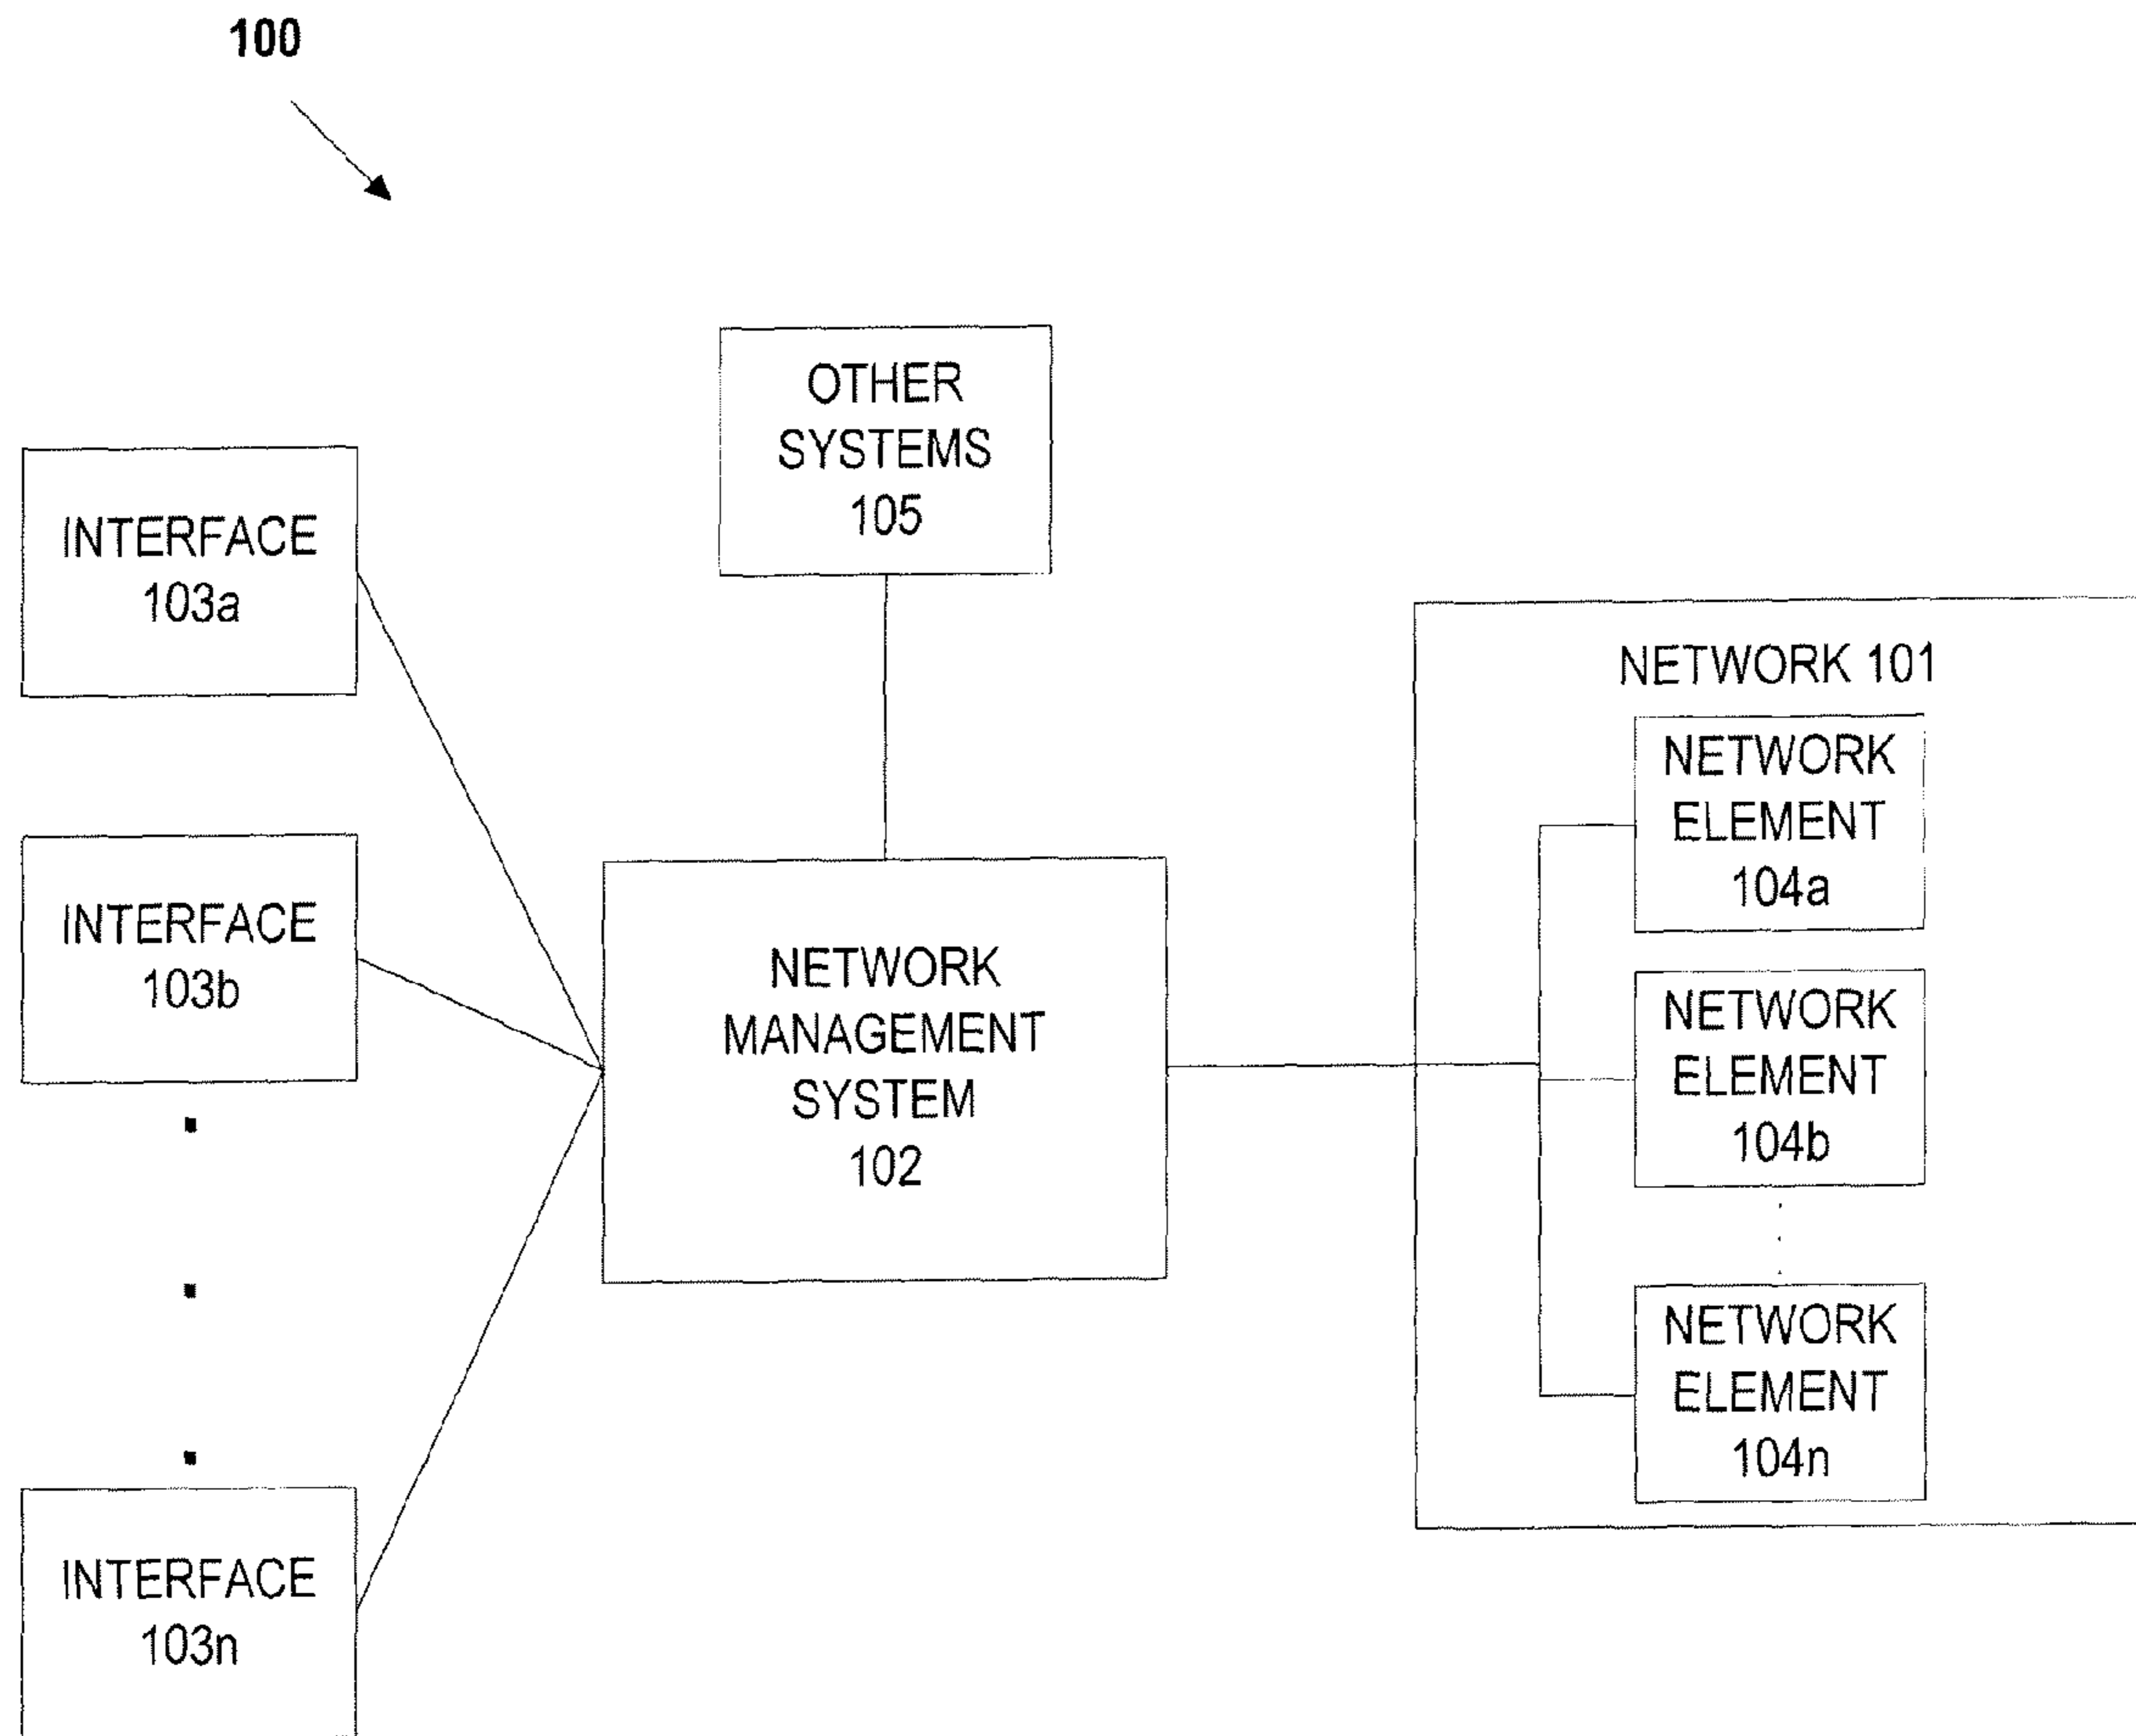 100
OTHER
SYSTEMS
105
INTERFACE
103a
INTERFACE
103b
INTERFACE
103n
NETWORK
MANAGEMENT
SYSTEM
102
NETWORK 101
NETWORK
ELEMENT
104a
NETWORK
ELEMENT
104b
NETWORK
ELEMENT
104n